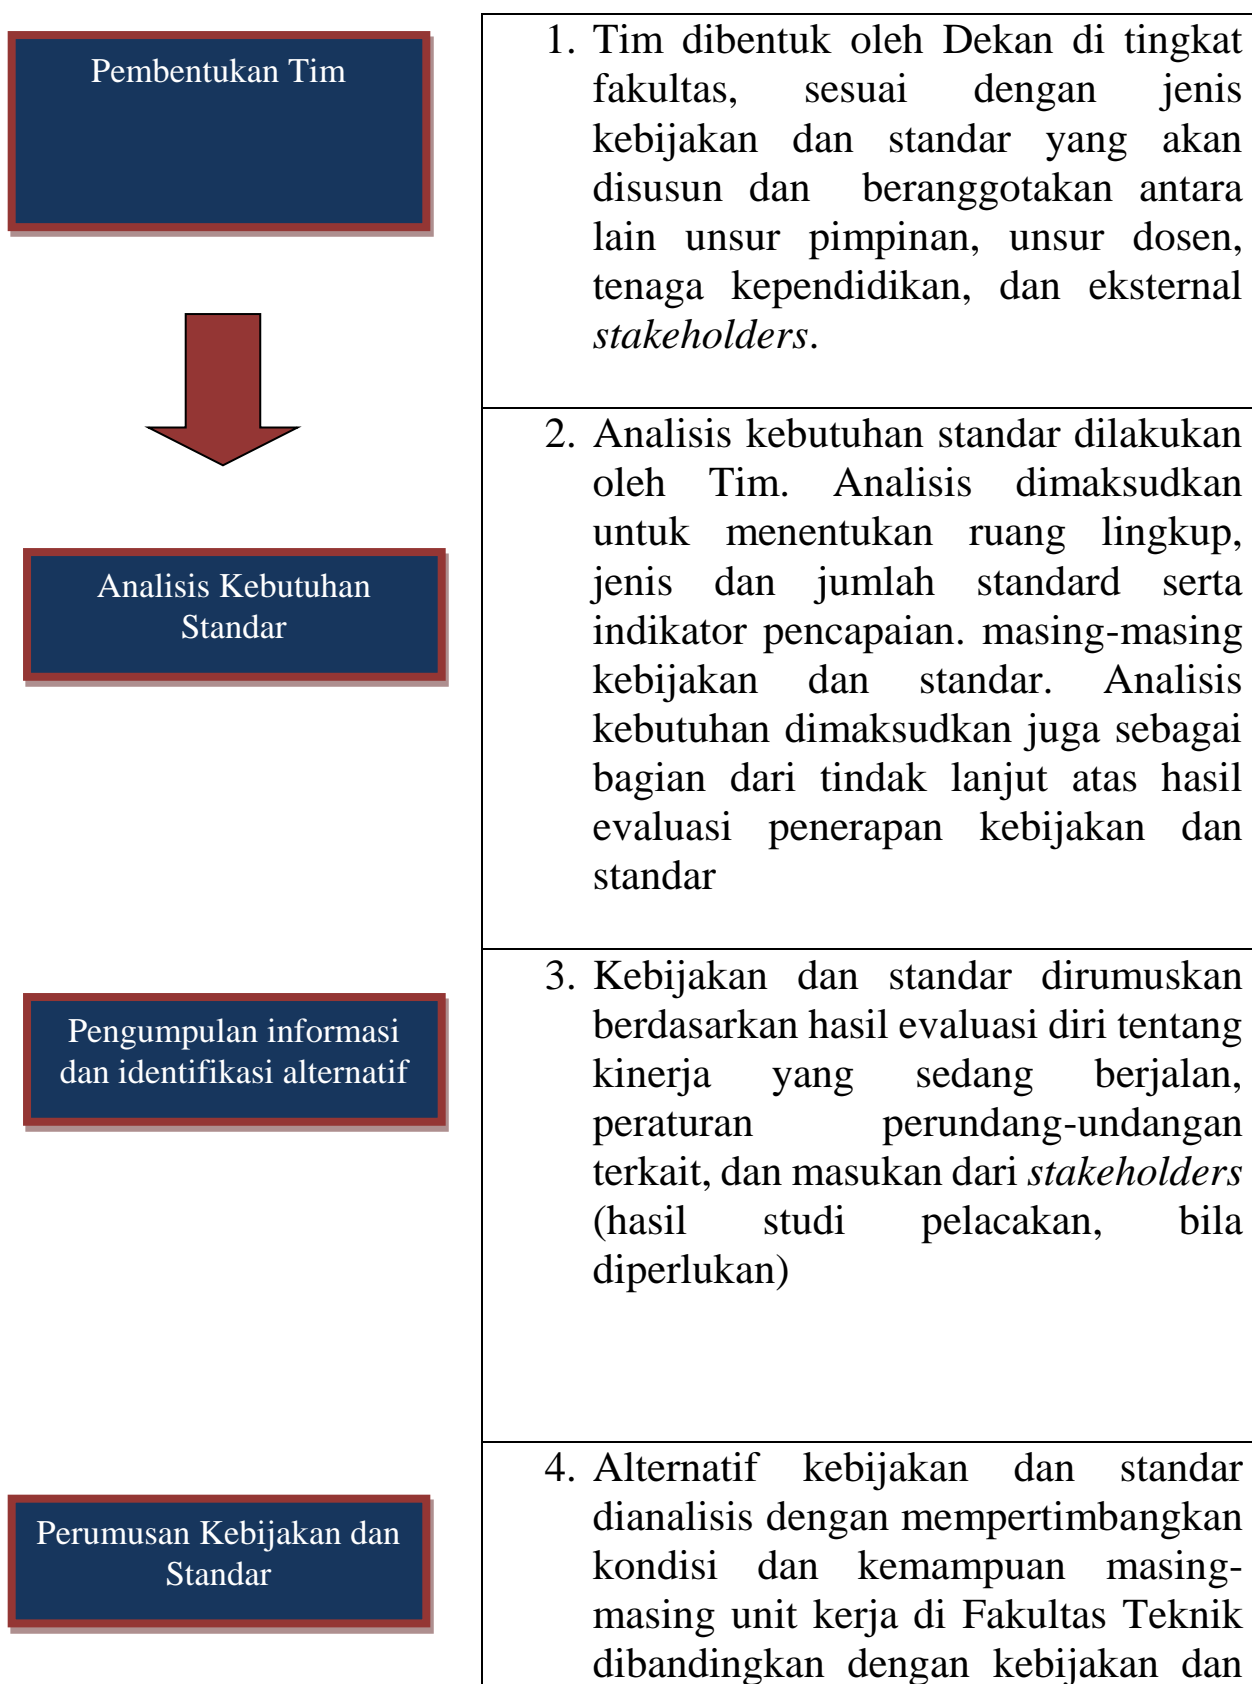 Pembentukan Tim
1. Tim dibentuk oleh Dekan di tingkat
fakultas, sesuai dengan jenis
kebijakan dan standar yang akan
disusun dan beranggotakan antara
lain unsur pimpinan, unsur dosen,
tenaga kependidikan, dan eksternal
stakeholders.
Analisis Kebutuhan
Standar
2. Analisis kebutuhan standar dilakukan
oleh Tim. Analisis dimaksudkan
untuk menentukan ruang lingkup,
jenis dan jumlah standard serta
indikator pencapaian. masing-masing
kebijakan dan standar. Analisis
kebutuhan dimaksudkan juga sebagai
bagian dari tindak lanjut atas hasil
evaluasi penerapan kebijakan dan
standar
Pengumpulan informasi
dan identifikasi alternatif
3. Kebijakan dan standar dirumuskan
berdasarkan hasil evaluasi diri tentang
kinerja yang sedang berjalan,
peraturan perundang-undangan
terkait, dan masukan dari stakeholders
(hasil studi pelacakan, bila
diperlukan)
Perumusan Kebijakan dan
Standar
4. Alternatif kebijakan dan standar
dianalisis dengan mempertimbangkan
kondisi dan kemampuan masing-
masing unit kerja di Fakultas Teknik
dibandingkan dengan kebijakan dan